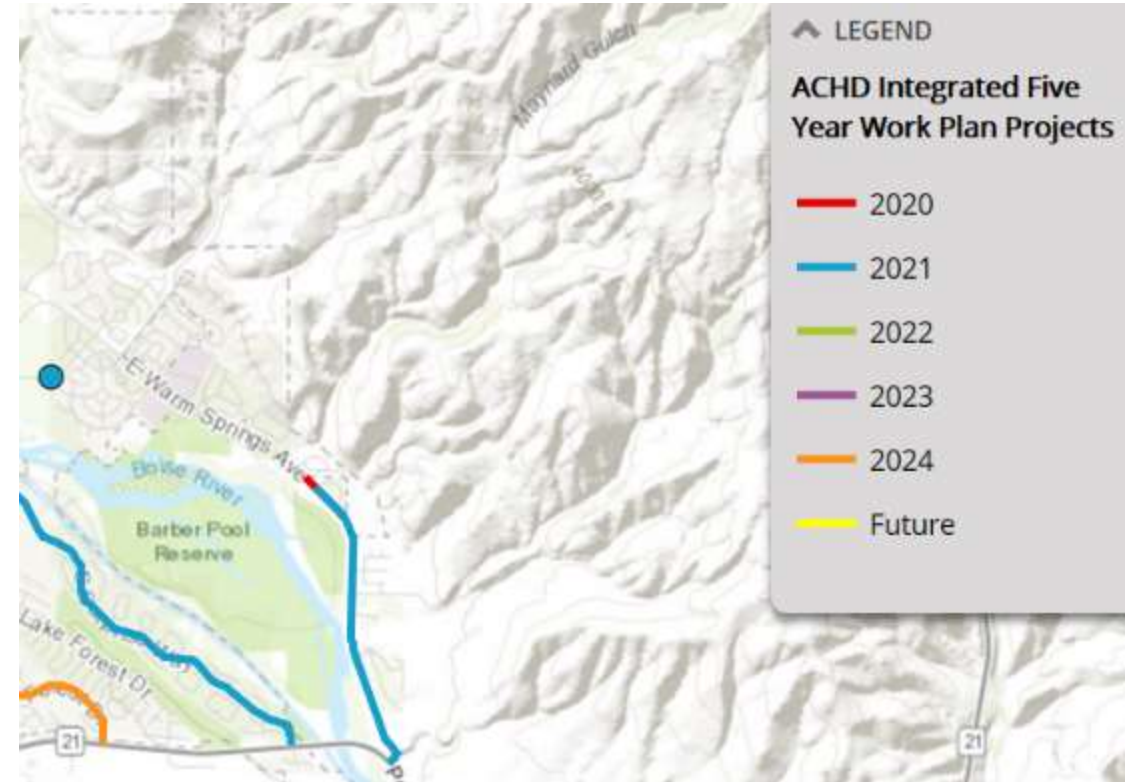 LEGEND
ACHD Integrated Five
Year Work Plan Projects
2020
2021
2022
2023
2024
Future
Maynard Gulch
E Warm Springs Ave
Boise River
Barber Pool
Reserve
Lake Forest Dr
21
21